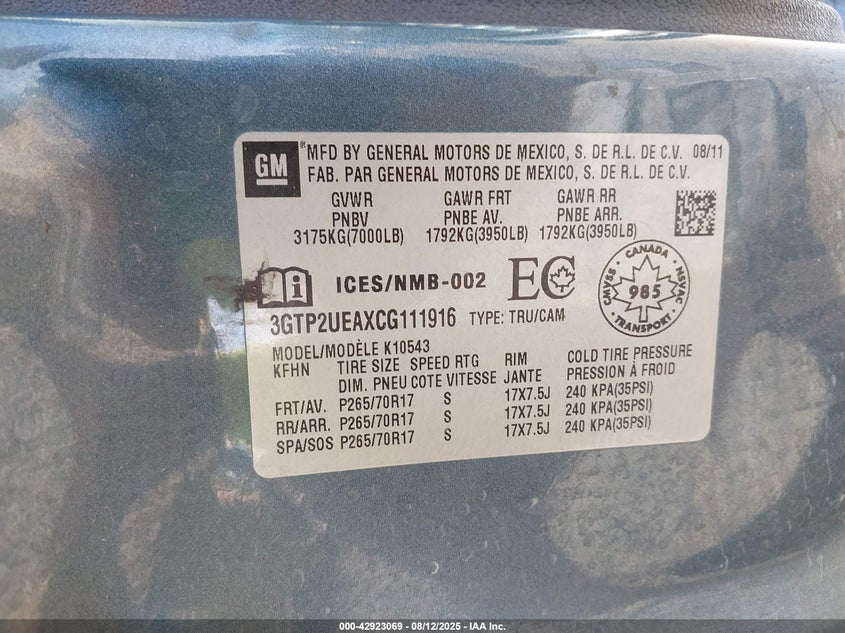 GM MFD BY GENERAL MOTORS DE MEXICO, S. DE R.L. DE C.V. 08/11
FAB. PAR GENERAL MOTORS DE MEXICO, S. DE R.L. DE C.V.
GVWR GAWR FRT GAWR RR
PNBV PNBE AV. PNBE ARR.
3175KG(7000LB) 1792KG(3950LB) 1792KG(3950LB)
i ICES/NMB-002 EC CANADA CMVSS NSVAC 985 TRANSPORT
3GTP2UEAXCG111916 TYPE: TRU/CAM
MODEL/MODÈLE K10543
KFHN TIRE SIZE SPEED RTG RIM COLD TIRE PRESSURE
DIM. PNEU COTE VITESSE JANTE PRESSION À FROID
FRT/AV. P265/70R17 S 17X7.5J 240 KPA(35PSI)
RR/ARR. P265/70R17 S 17X7.5J 240 KPA(35PSI)
SPA/SOS P265/70R17 S 17X7.5J 240 KPA(35PSI)
000-42923069 - 08/12/2025 - IAA Inc.